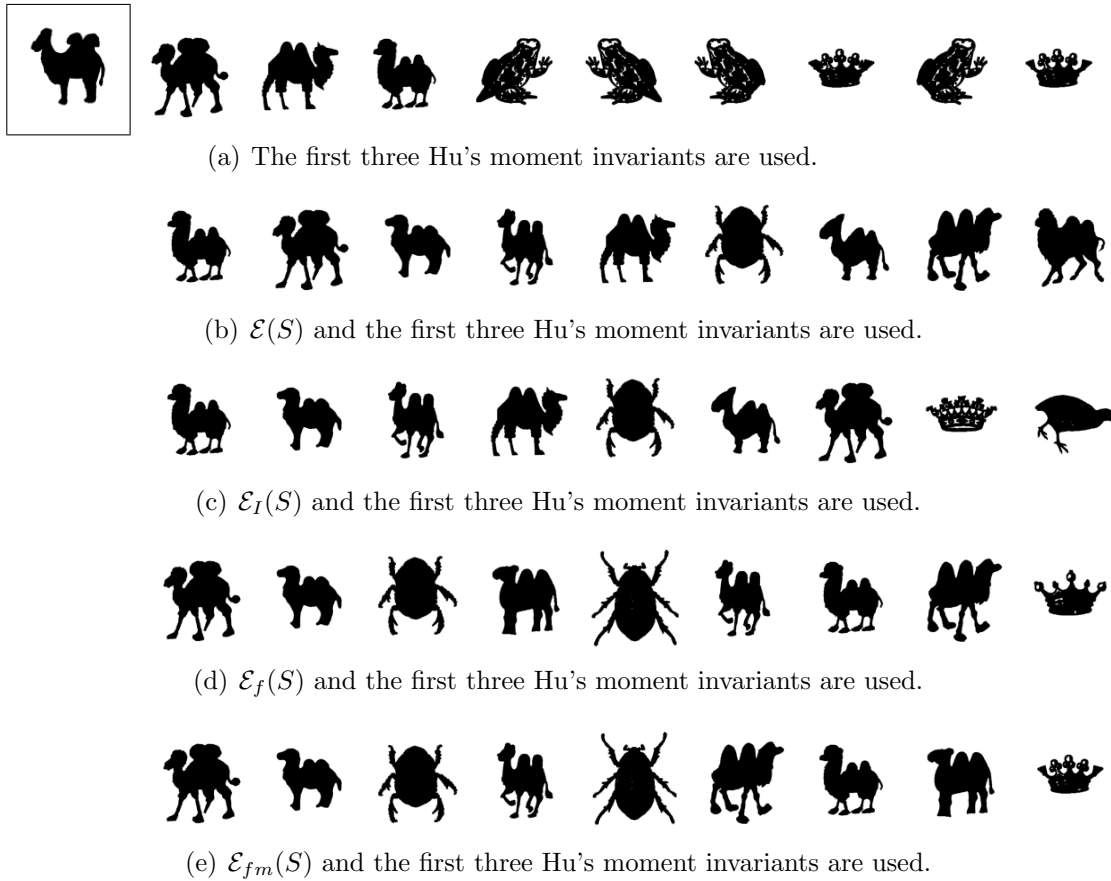 (a) The first three Hu's moment invariants are used.
(b) ℰ(S) and the first three Hu's moment invariants are used.
(c) ℰ_I(S) and the first three Hu's moment invariants are used.
(d) ℰ_f(S) and the first three Hu's moment invariants are used.
(e) ℰ_{fm}(S) and the first three Hu's moment invariants are used.